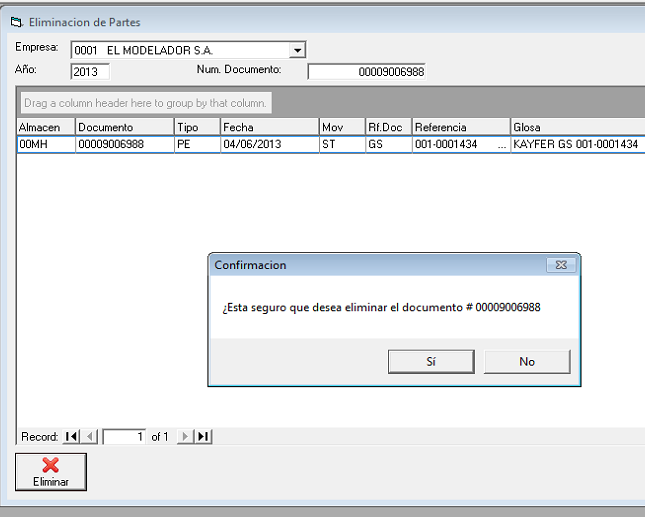 Eliminacion de Partes
Empresa: 0001 EL MODELADOR S.A.
Año: 2013 Num. Documento: 00009006988
Drag a column header here to group by that column.
Almacen Documento Tipo Fecha Mov Rf.Doc Referencia Glosa
00MH 00009006988 PE 04/06/2013 ST GS 001-0001434 ... KAYFER GS 001-0001434
Confirmacion
¿Esta seguro que desea eliminar el documento # 00009006988
Sí No
Record: 1 of 1
Eliminar